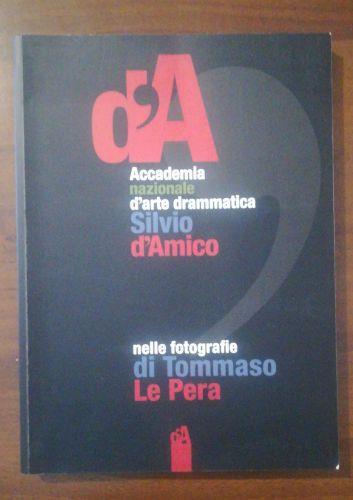 d'A
Accademia
nazionale
d'arte drammatica
Silvio
d'Amico
nelle fotografie
di Tommaso
Le Pera
d'A